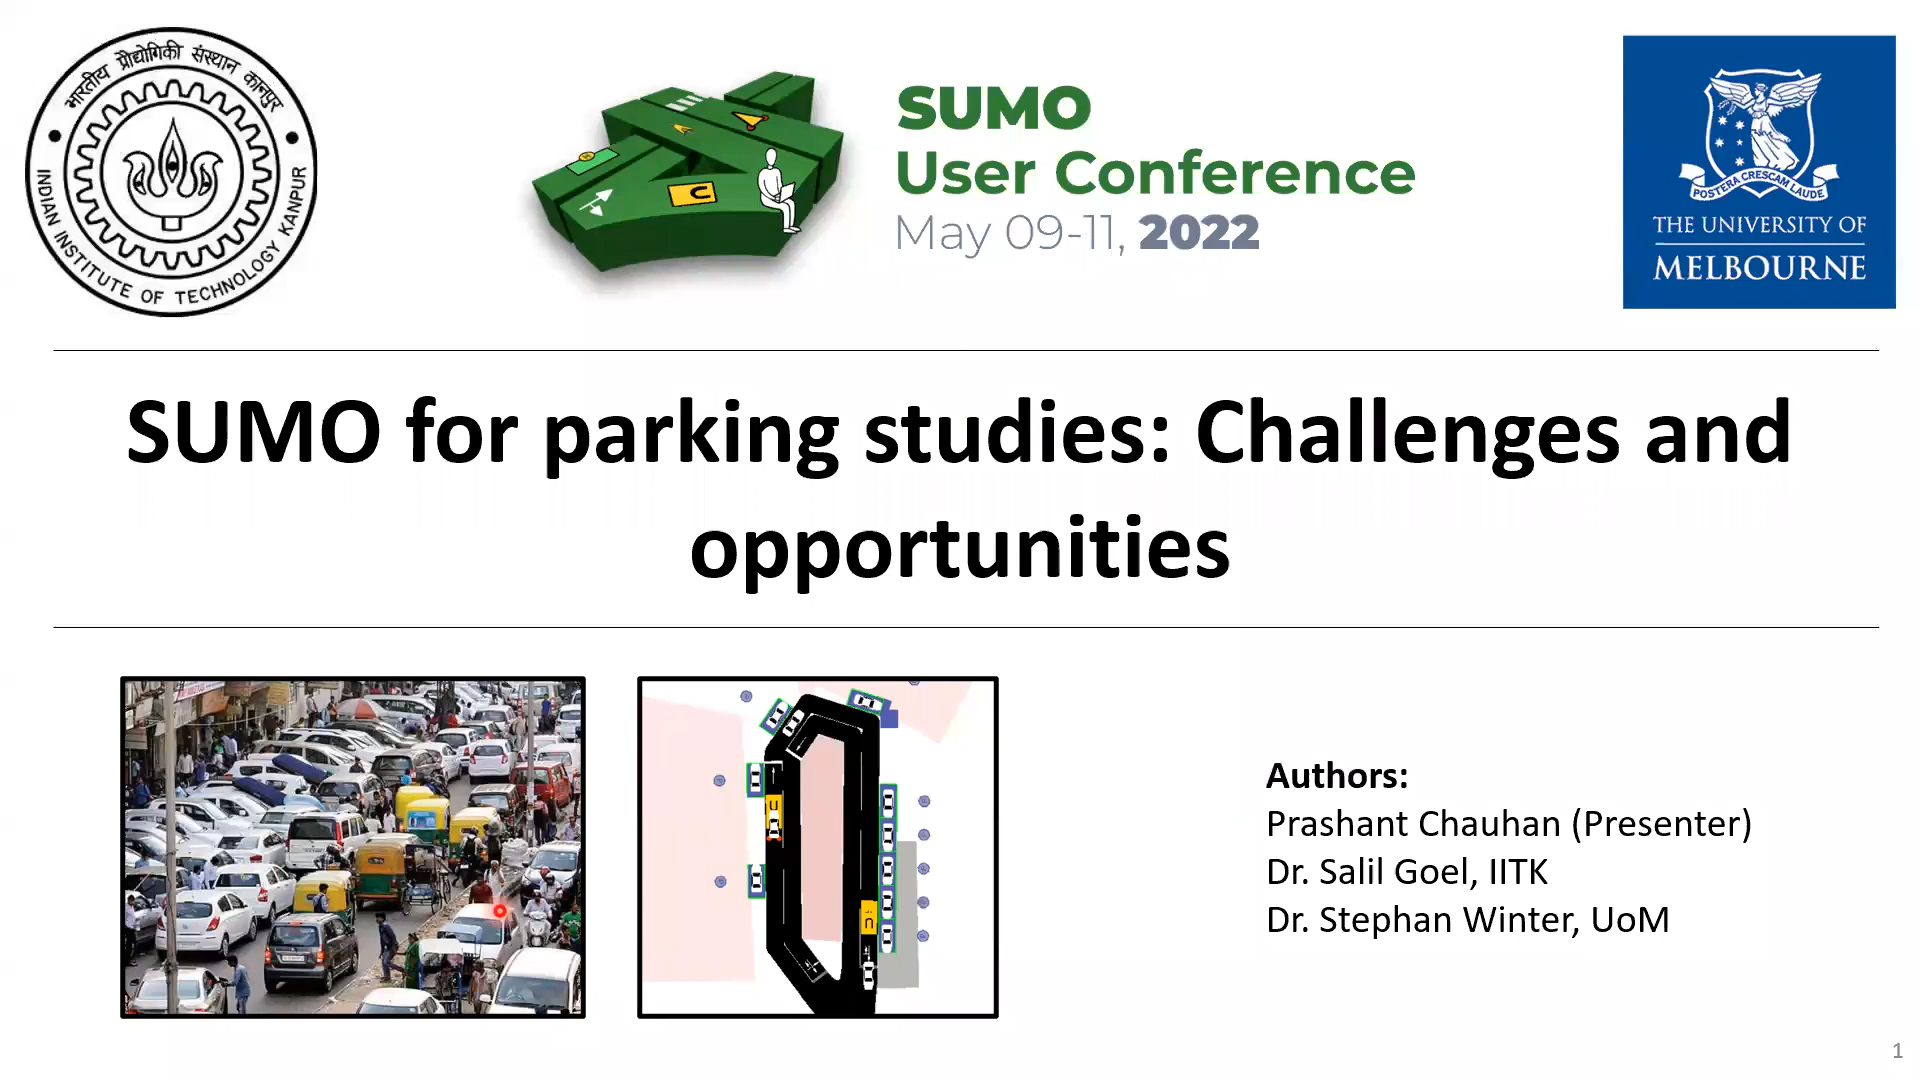 भारतीय प्रौद्योगिकी संस्थान कानपुर
INDIAN INSTITUTE OF TECHNOLOGY KANPUR
SUMO
User Conference
May 09-11, 2022
POSTERA CRESCAM LAUDE
THE UNIVERSITY OF
MELBOURNE
SUMO for parking studies: Challenges and
opportunities
Authors:
Prashant Chauhan (Presenter)
Dr. Salil Goel, IITK
Dr. Stephan Winter, UoM
1